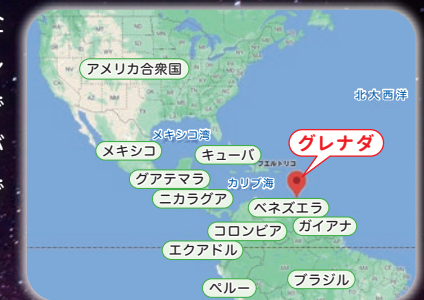 アメリカ合衆国
北大西洋
メキシコ湾
グレナダ
メキシコ
キューバ
プエルトリコ
グアテマラ
カリブ海
ニカラグア
ベネズエラ
ガイアナ
コロンビア
エクアドル
ブラジル
ペルー